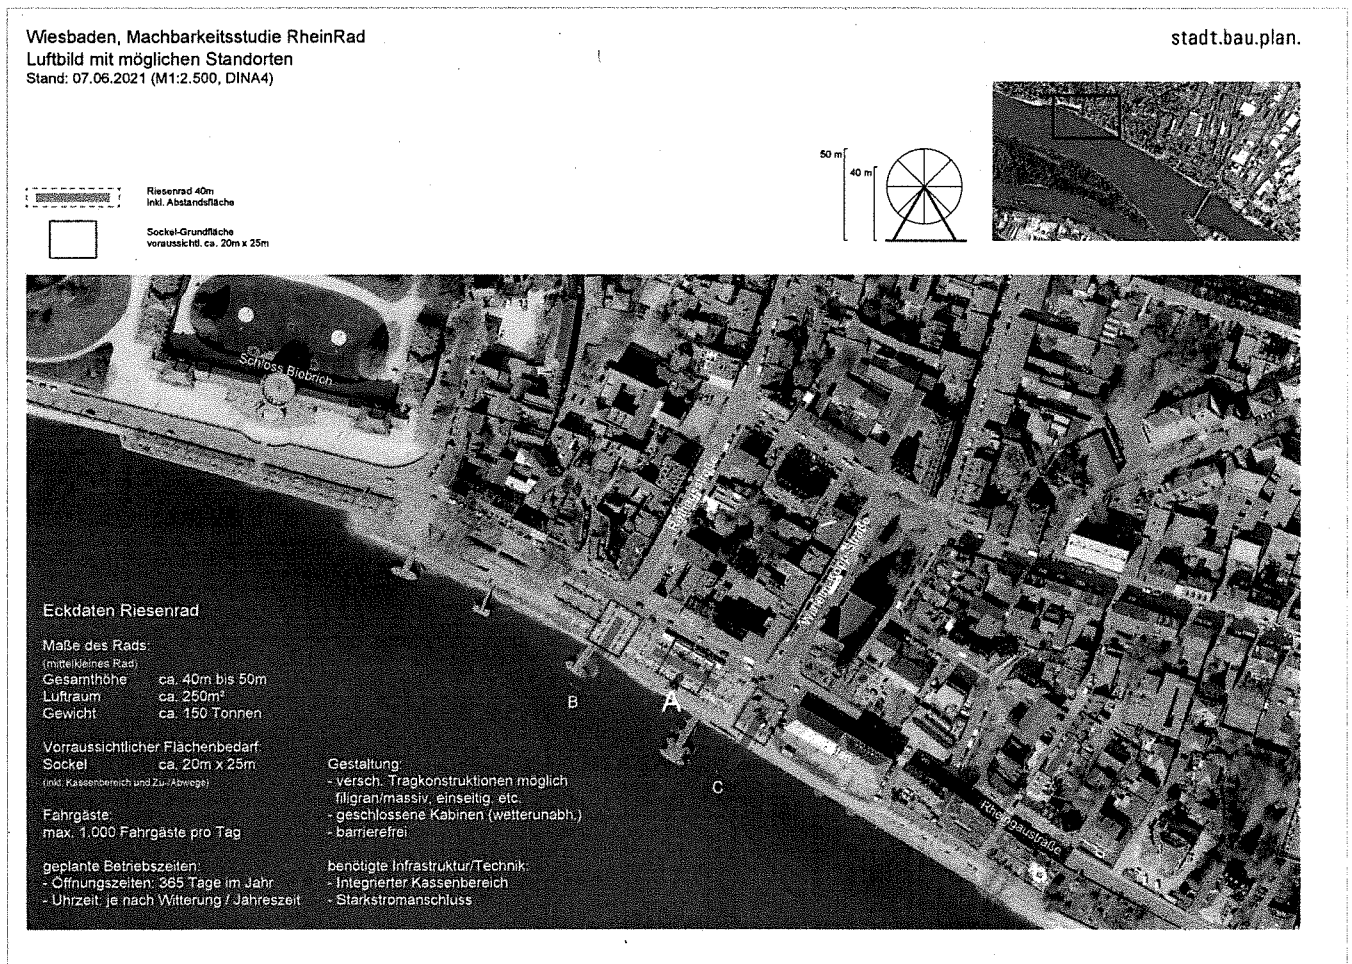 Wiesbaden, Machbarkeitsstudie RheinRad
Luftbild mit möglichen Standorten
Stand: 07.06.2021 (M1:2.500, DINA4)
stadt.bau.plan.
Riesenrad 40m
inkl. Abstandsfläche
Sockel-Grundfläche
voraussichtl. ca. 20m x 25m
50 m
40 m
Schloss Biebrich
Rheingaustraße
B
A
C
Eckdaten Riesenrad
Maße des Rads:
(mittelkleines Rad)
Gesamthöhe ca. 40m bis 50m
Luftraum ca. 250m²
Gewicht ca. 150 Tonnen
Vorraussichtlicher Flächenbedarf:
Sockel ca. 20m x 25m
(inkl. Kassenbereich und Zu-/Abwege)
Fahrgäste:
max. 1.000 Fahrgäste pro Tag
geplante Betriebszeiten:
- Öffnungszeiten: 365 Tage im Jahr
- Uhrzeit: je nach Witterung / Jahreszeit
Gestaltung:
- versch. Tragkonstruktionen möglich
filigran/massiv, einseitig, etc.
- geschlossene Kabinen (wetterunabh.)
- barrierefrei
benötigte Infrastruktur/Technik:
- Integrierter Kassenbereich
- Starkstromanschluss